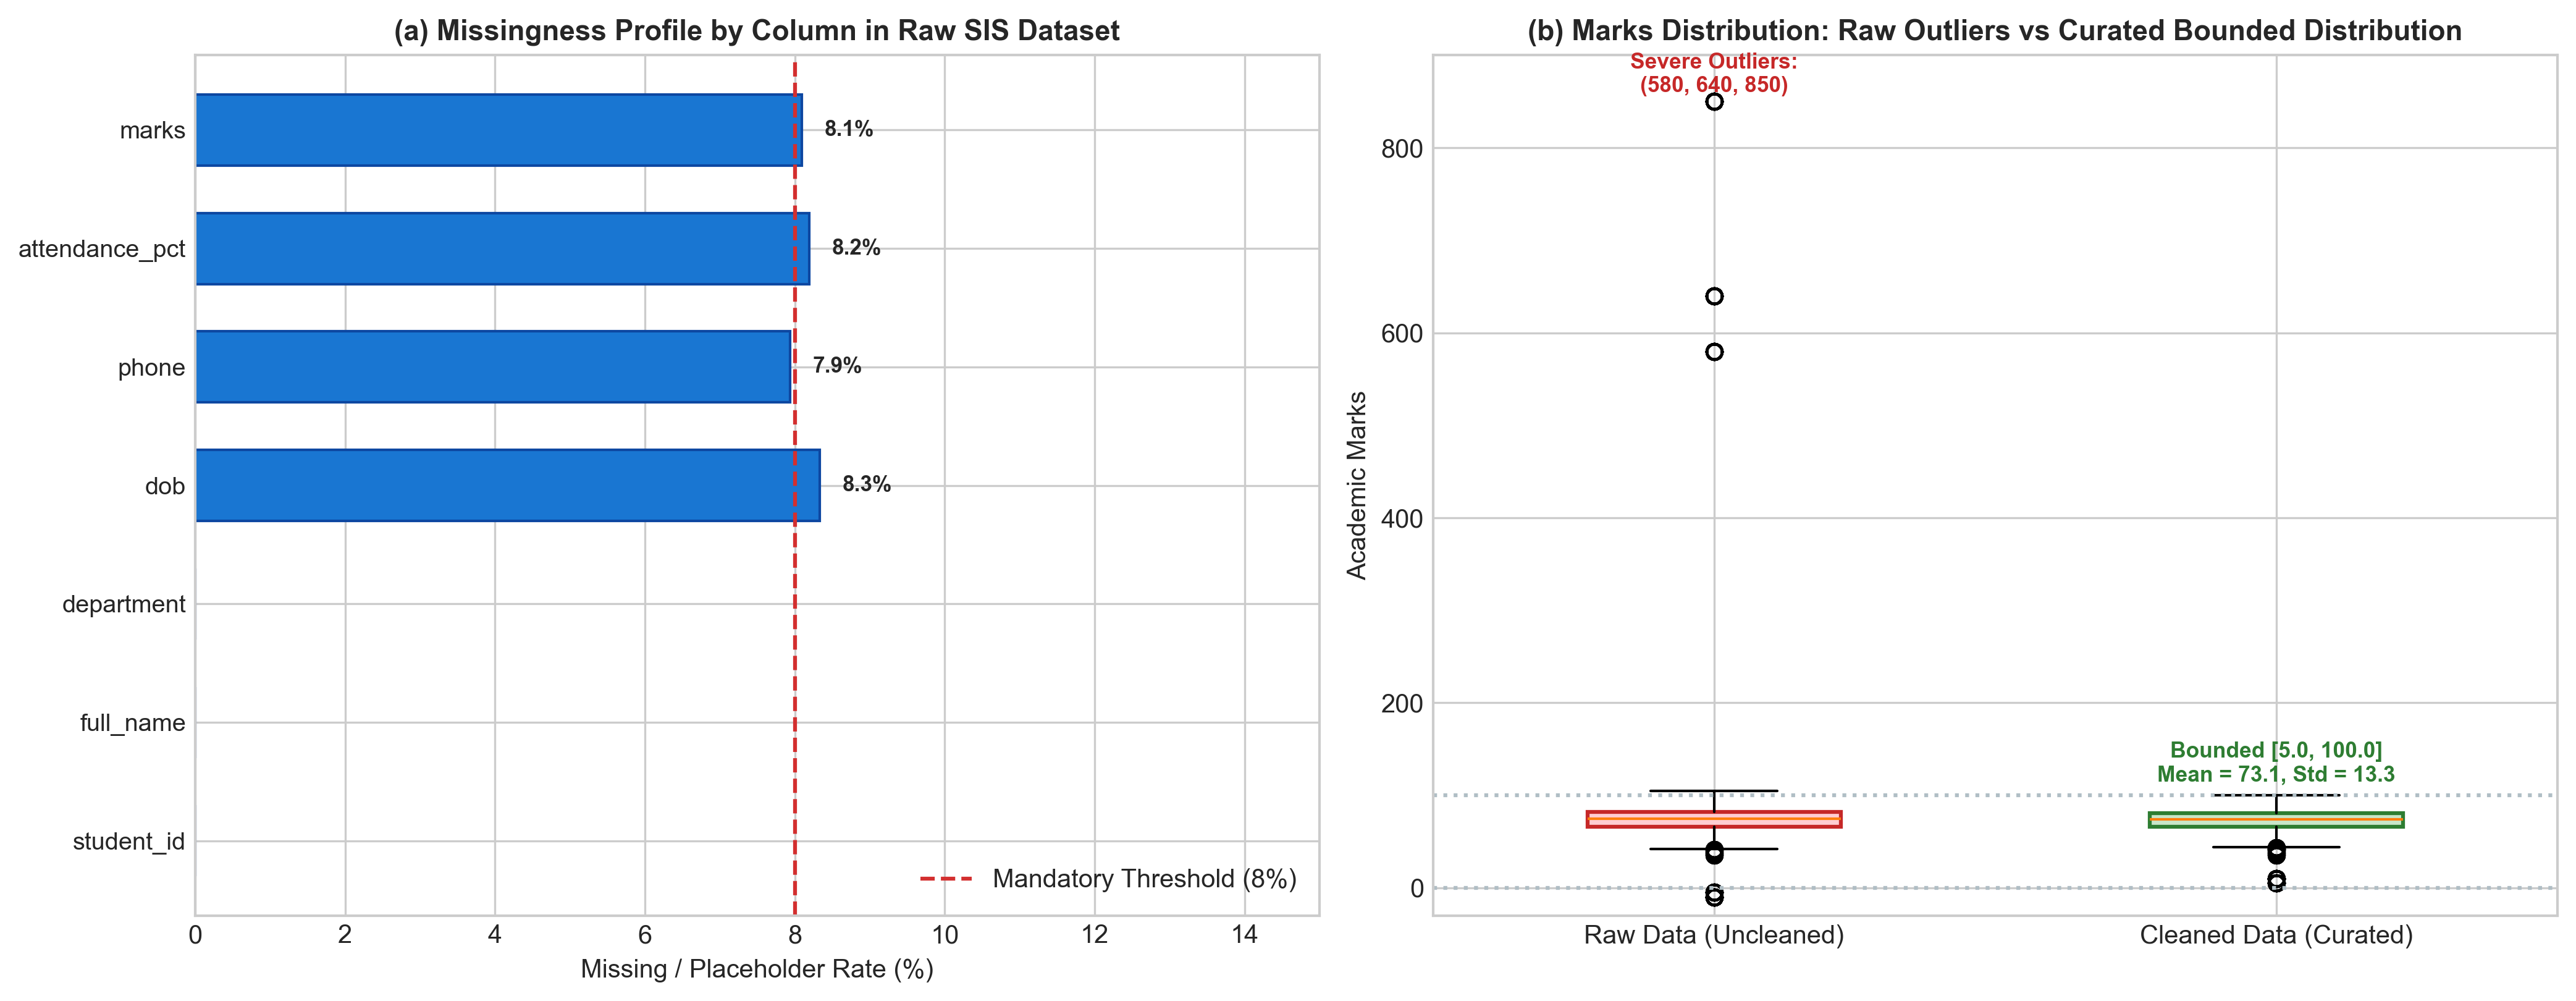 (a) Missingness Profile by Column in Raw SIS Dataset
marks
8.1%
attendance_pct
8.2%
phone
7.9%
dob
8.3%
department
full_name
student_id
Mandatory Threshold (8%)
0 2 4 6 8 10 12 14
Missing / Placeholder Rate (%)
(b) Marks Distribution: Raw Outliers vs Curated Bounded Distribution
Severe Outliers:
(580, 640, 850)
Academic Marks
800
600
400
200
0
Bounded [5.0, 100.0]
Mean = 73.1, Std = 13.3
Raw Data (Uncleaned)
Cleaned Data (Curated)